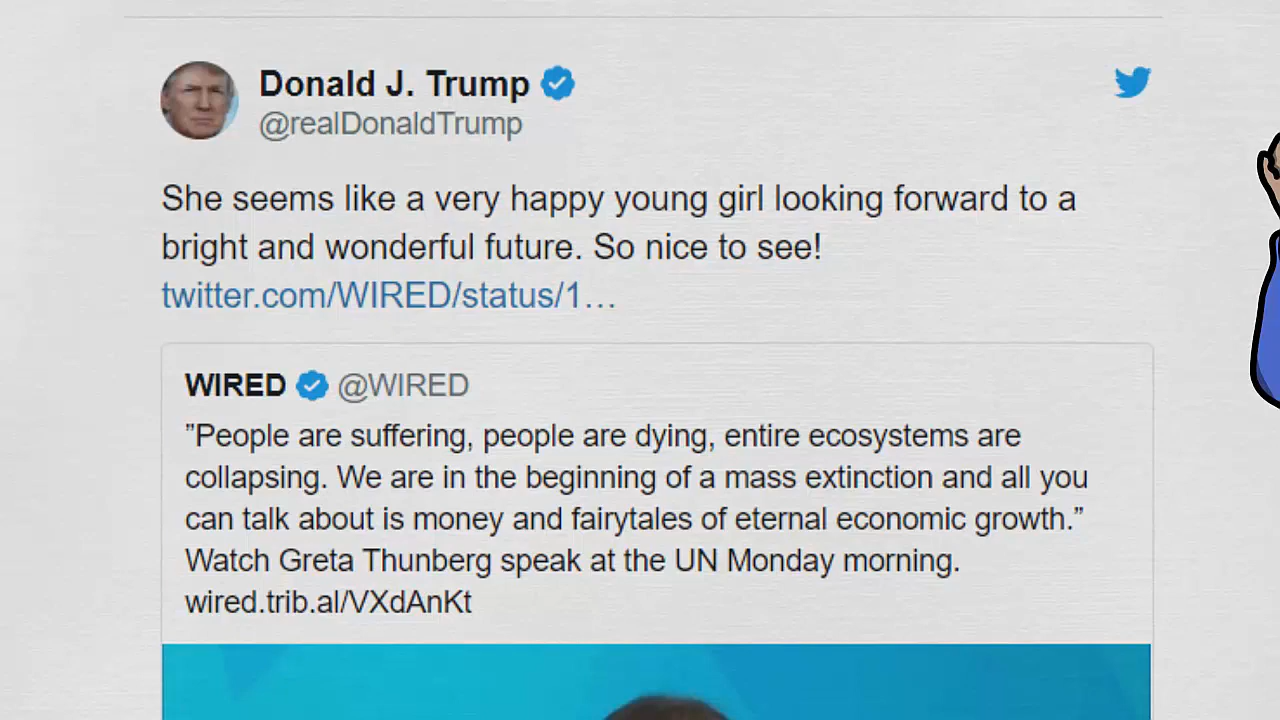 Donald J. Trump
@realDonaldTrump
She seems like a very happy young girl looking forward to a
bright and wonderful future. So nice to see!
twitter.com/WIRED/status/1…
WIRED @WIRED
”People are suffering, people are dying, entire ecosystems are
collapsing. We are in the beginning of a mass extinction and all you
can talk about is money and fairytales of eternal economic growth.”
Watch Greta Thunberg speak at the UN Monday morning.
wired.trib.al/VXdAnKt